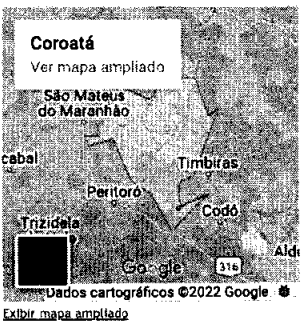 Coroatá
Ver mapa ampliado
São Mateus
do Maranhão
cabal
Timbiras
Peritoró
Codó
Trizidela
Alde
Google
316
Dados cartográficos ©2022 Google
Exibir mapa ampliado